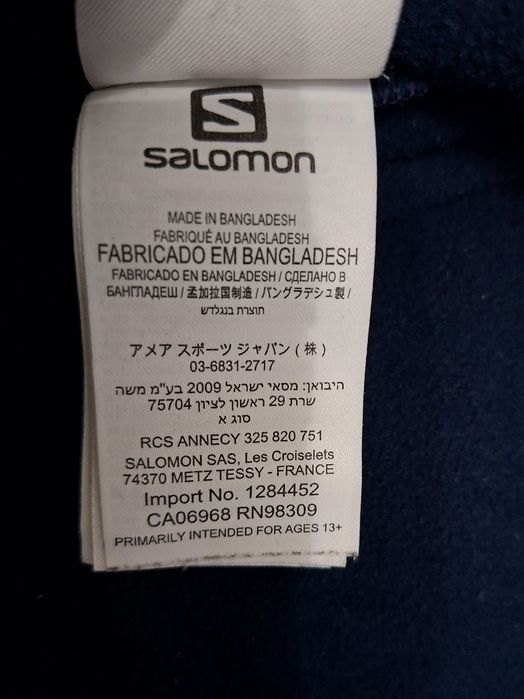 S
SALOMON
MADE IN BANGLADESH
FABRIQUÉ AU BANGLADESH
FABRICADO EM BANGLADESH
FABRICADO EN BANGLADESH / СДЕЛАНО В
БАНГЛАДЕШ / 孟加拉国制造 / バングラデシュ製 /
תוצרת בנגלדש
アメア スポーツ ジャパン ( 株 )
03-6831-2717
היבואן: מסאי ישראל 2009 בע"מ משה
שרת 29 ראשון לציון 75704
סוג א
RCS ANNECY 325 820 751
SALOMON SAS, Les Croiselets
74370 METZ TESSY - FRANCE
Import No. 1284452
CA06968 RN98309
PRIMARILY INTENDED FOR AGES 13+